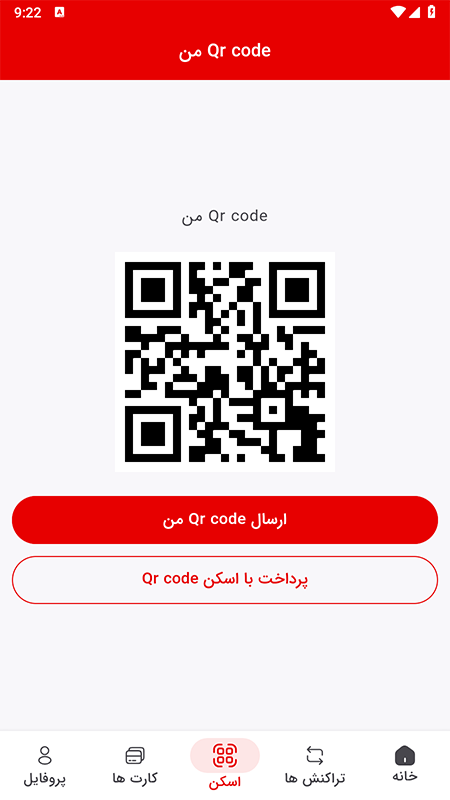 9:22
Qr code من
Qr code من
ارسال Qr code من
پرداخت با اسکن Qr code
خانه
تراکنش ها
اسکن
کارت ها
پروفایل